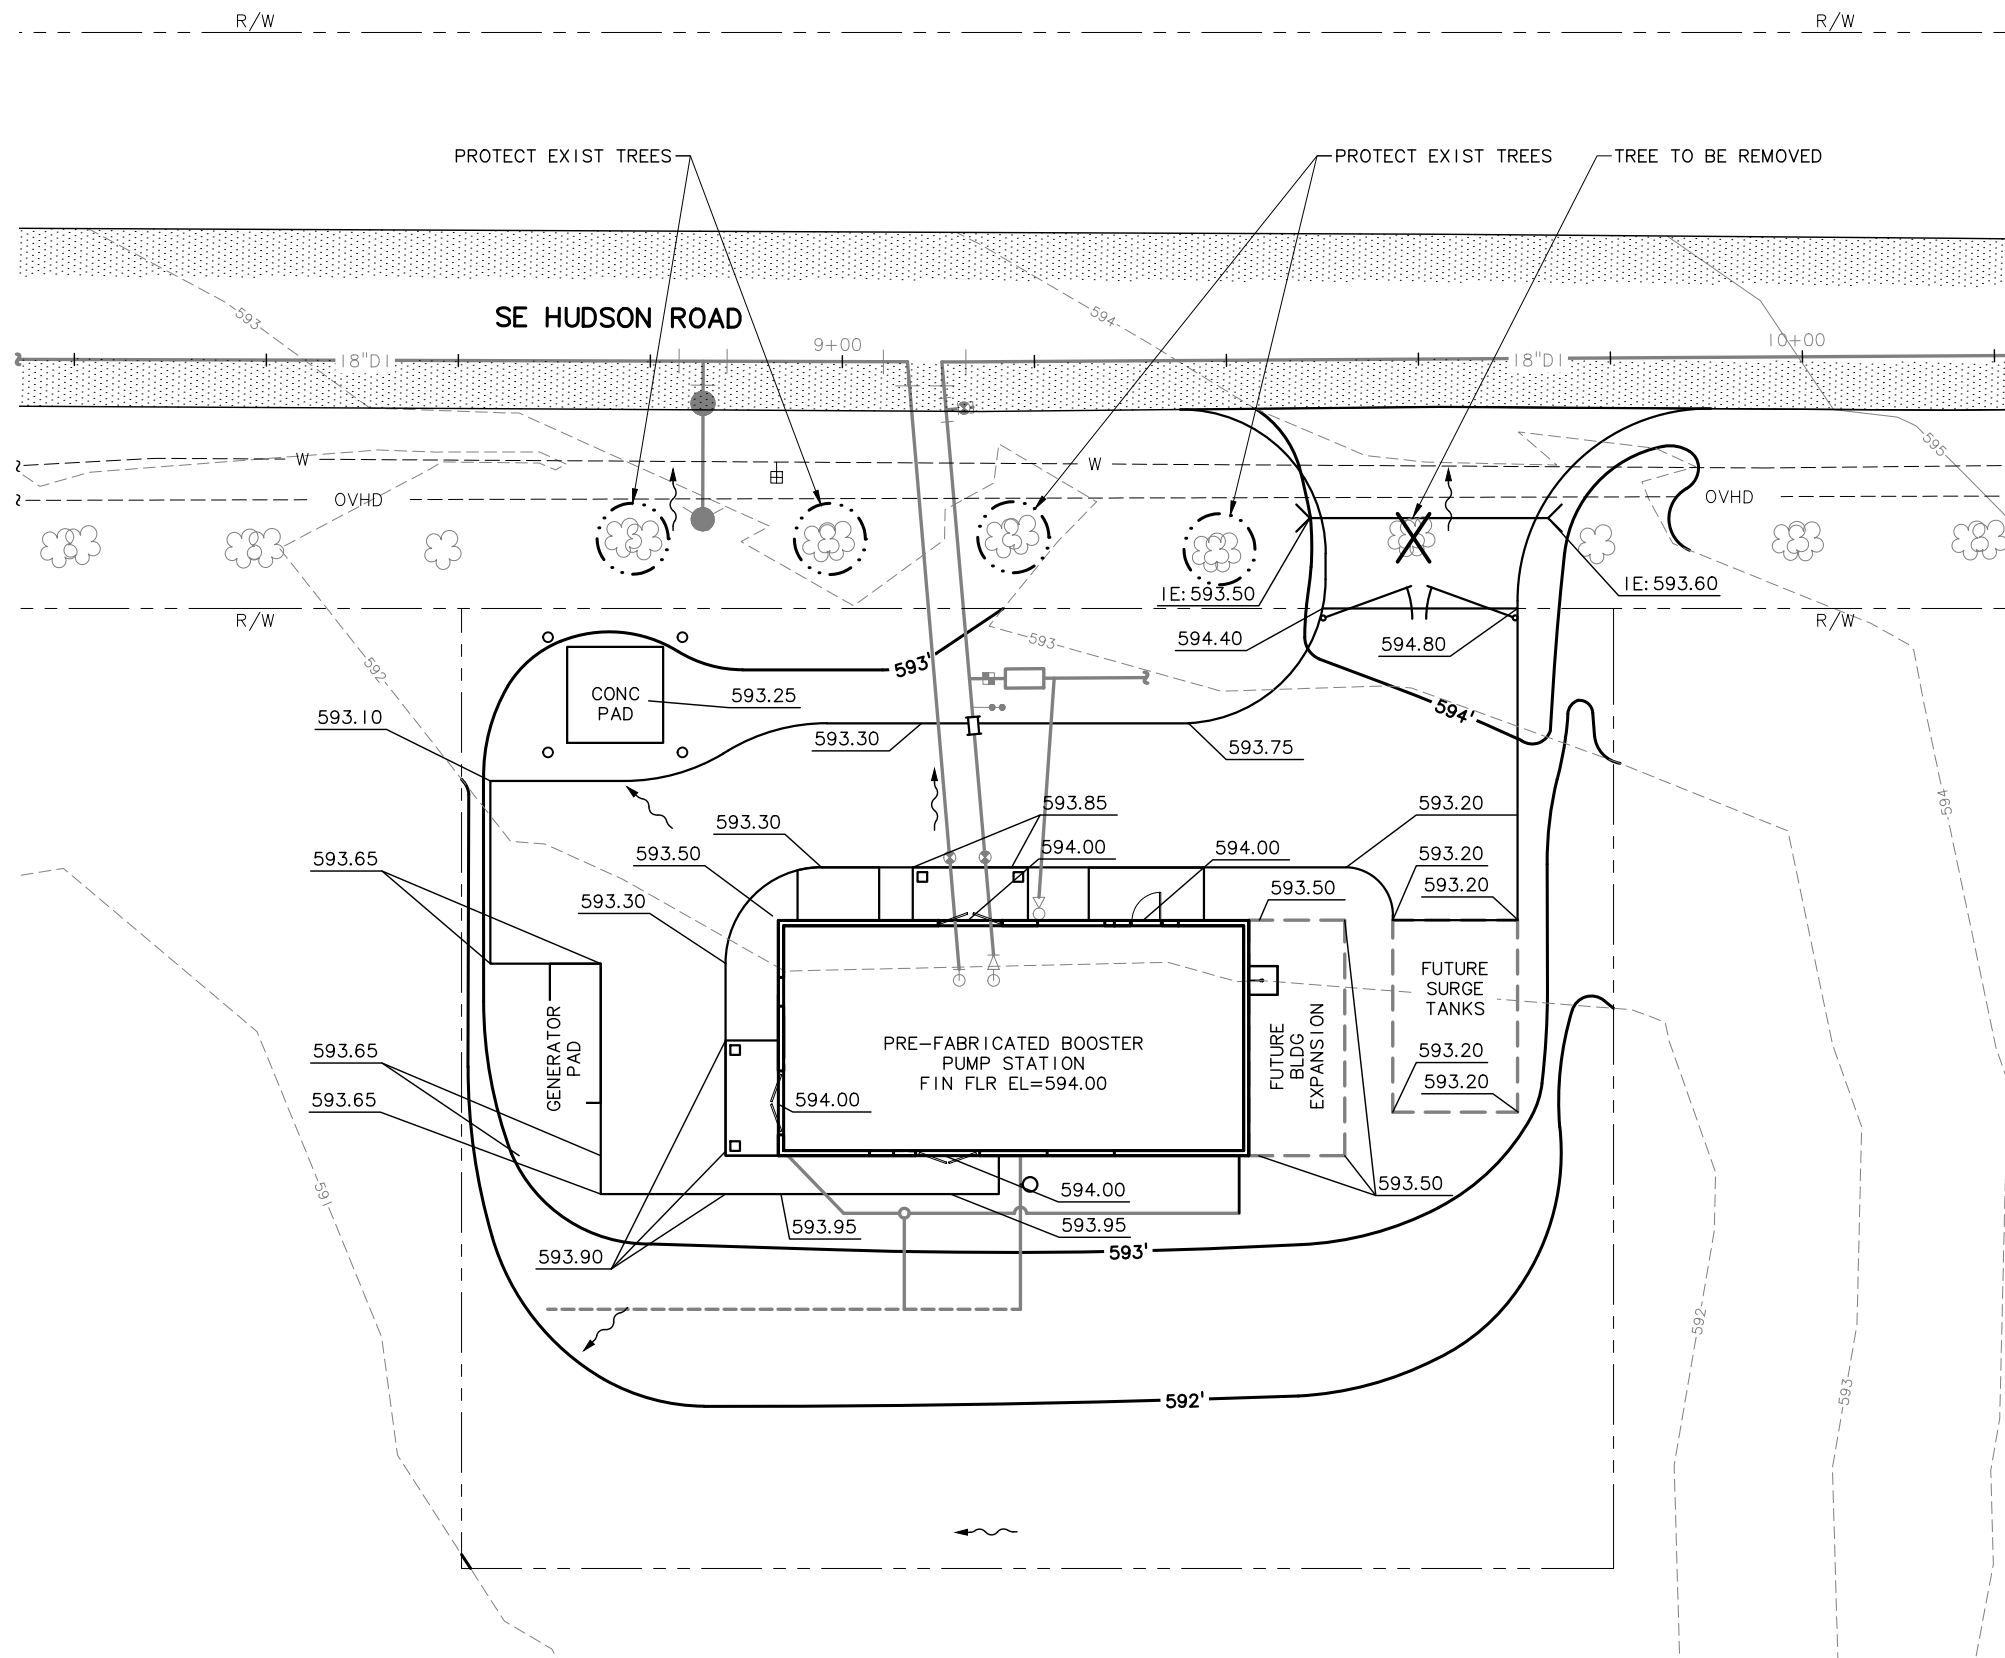 R/W
R/W
PROTECT EXIST TREES
PROTECT EXIST TREES
TREE TO BE REMOVED
593
594
SE HUDSON ROAD
9+00
10+00
18"DI
18"DI
595
W
W
OVHD
OVHD
IE: 593.50
IE: 593.60
R/W
R/W
594.40
594.80
593
593'
592
CONC
PAD
593.25
593.10
593.30
593.75
594'
594
593.85
593.20
593.30
593.50
594.00
594.00
593.20
593.65
593.20
593.50
593.30
FUTURE
SURGE
TANKS
GENERATOR
PAD
PRE-FABRICATED BOOSTER
PUMP STATION
FIN FLR EL=594.00
FUTURE
BLDG
EXPANSION
593.65
593.20
593.20
593.65
594.00
594.00
593.50
591
593.95
593.95
593.90
593'
592
593
592'